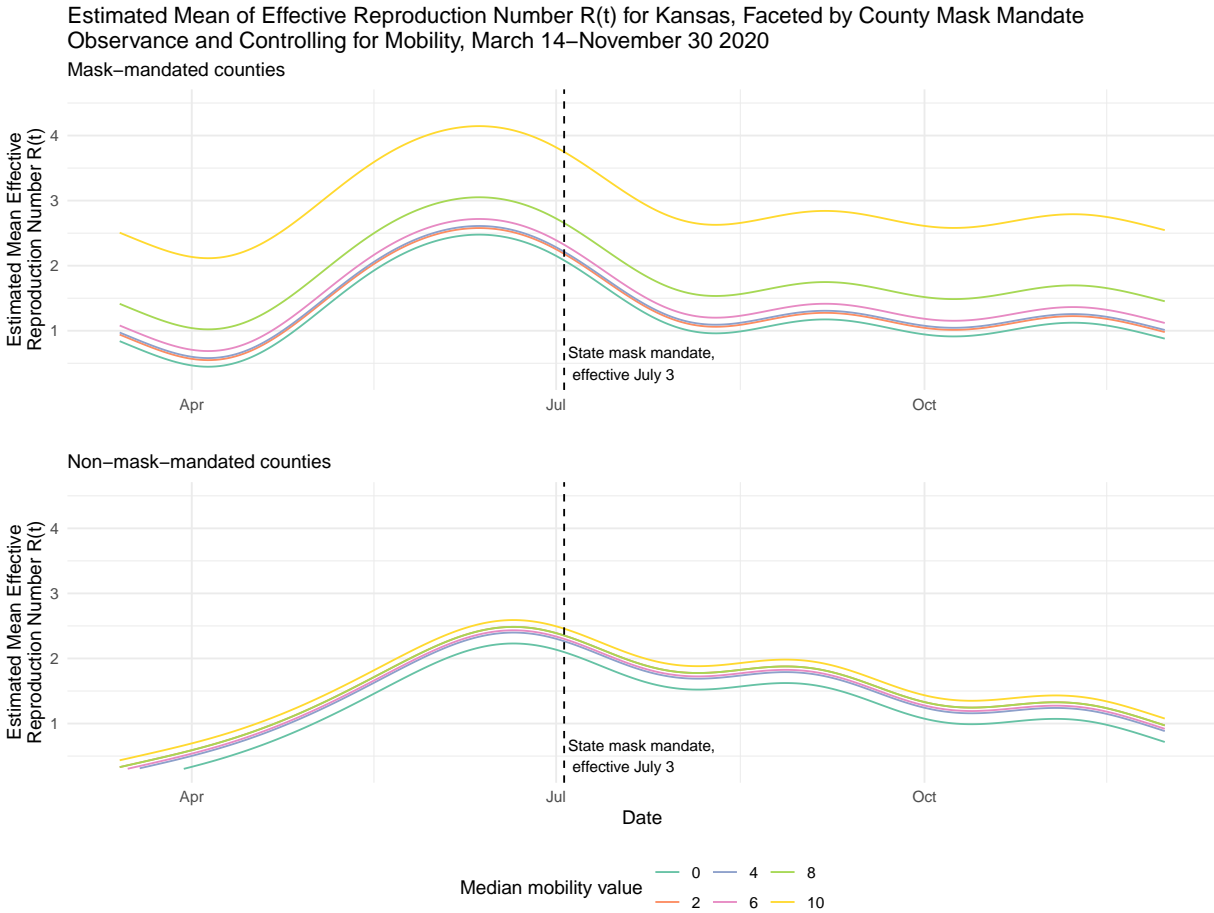 Estimated Mean of Effective Reproduction Number R(t) for Kansas, Faceted by County Mask Mandate
Observance and Controlling for Mobility, March 14−November 30 2020
Mask−mandated counties
Estimated Mean Effective
Reproduction Number R(t)
4
3
2
1
State mask mandate,
effective July 3
Apr
Jul
Oct
Non−mask−mandated counties
Estimated Mean Effective
Reproduction Number R(t)
4
3
2
1
State mask mandate,
effective July 3
Apr
Jul
Oct
Date
Median mobility value
0 4 8
2 6 10